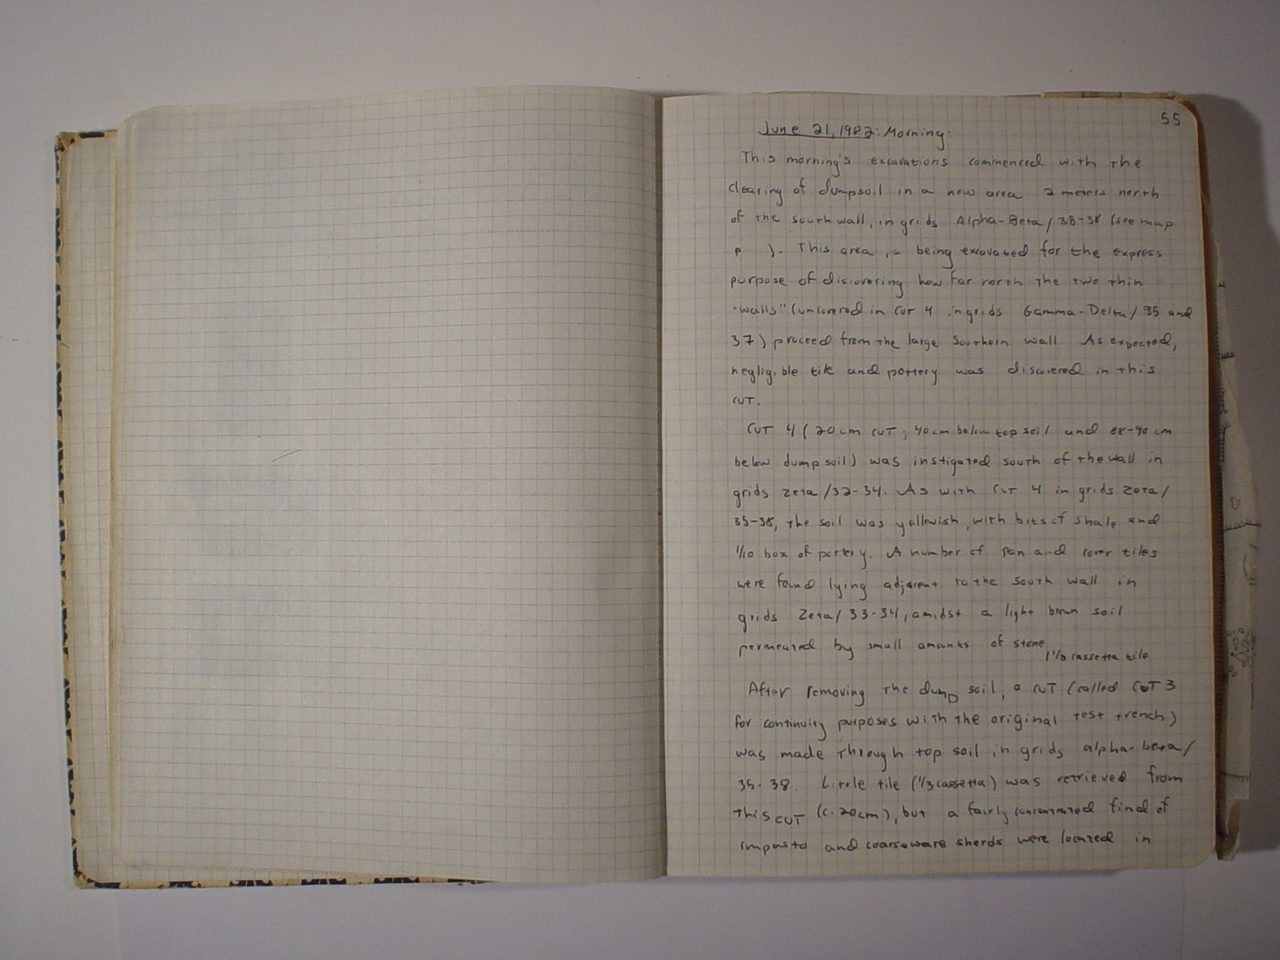 55
June 21, 1982: Morning:
This morning's excavations commenced with the
clearing of dumpsoil in a new area 2 meters north
of the south wall, in grids Alpha-Beta/35-38 (see map
p ). This area is being excavated for the express
purpose of discovering how far north the two thin
"walls" (uncovered in CUT 4 in grids Gamma-Delta/35 and
37) proceed from the large Southern wall. As expected,
negligible tile and pottery was discovered in this
CUT.
CUT 4 (20cm CUT; 40cm below top soil and 88-90 cm
below dump soil) was instigated south of the wall in
grids Zeta/32-34. As with CUT 4 in grids Zeta/
35-38, the soil was yellowish, with bits of shale and
1/10 box of pottery. A number of pan and cover tiles
were found lying adjacent to the south wall in
grids Zeta/33-34, amidst a light brown soil
permeated by small amounts of stone
1 1/3 cassetta tile
After removing the dump soil, a CUT (called CUT 3
for continuity purposes with the original test trench)
was made through top soil in grids alpha-beta/
35-38. Little tile (1/3 cassetta) was retrieved from
this CUT (c. 20cm), but a fairly concentrated find of
impasto and coarseware sherds were located in